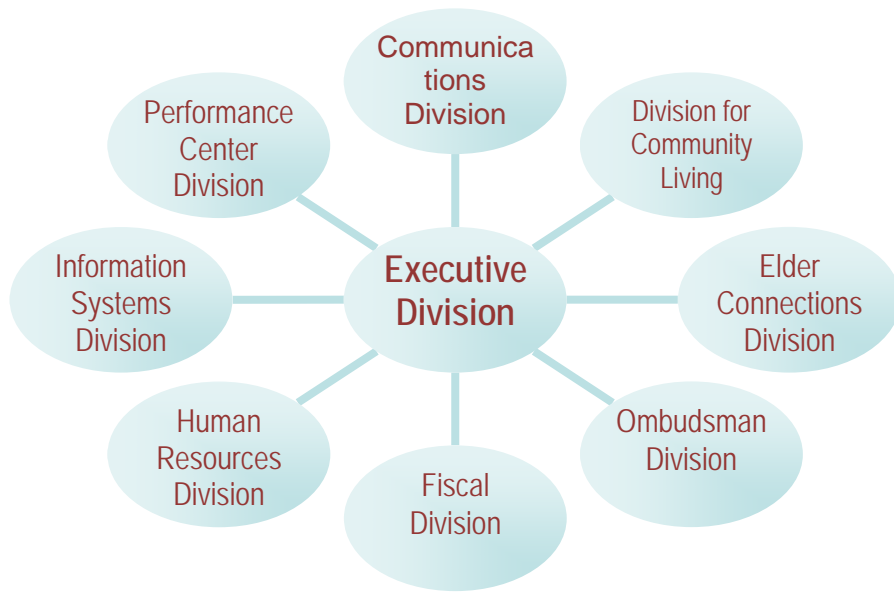 Communica
tions
Division
Performance
Center
Division
Division for
Community
Living
Executive
Division
Information
Systems
Division
Elder
Connections
Division
Human
Resources
Division
Ombudsman
Division
Fiscal
Division